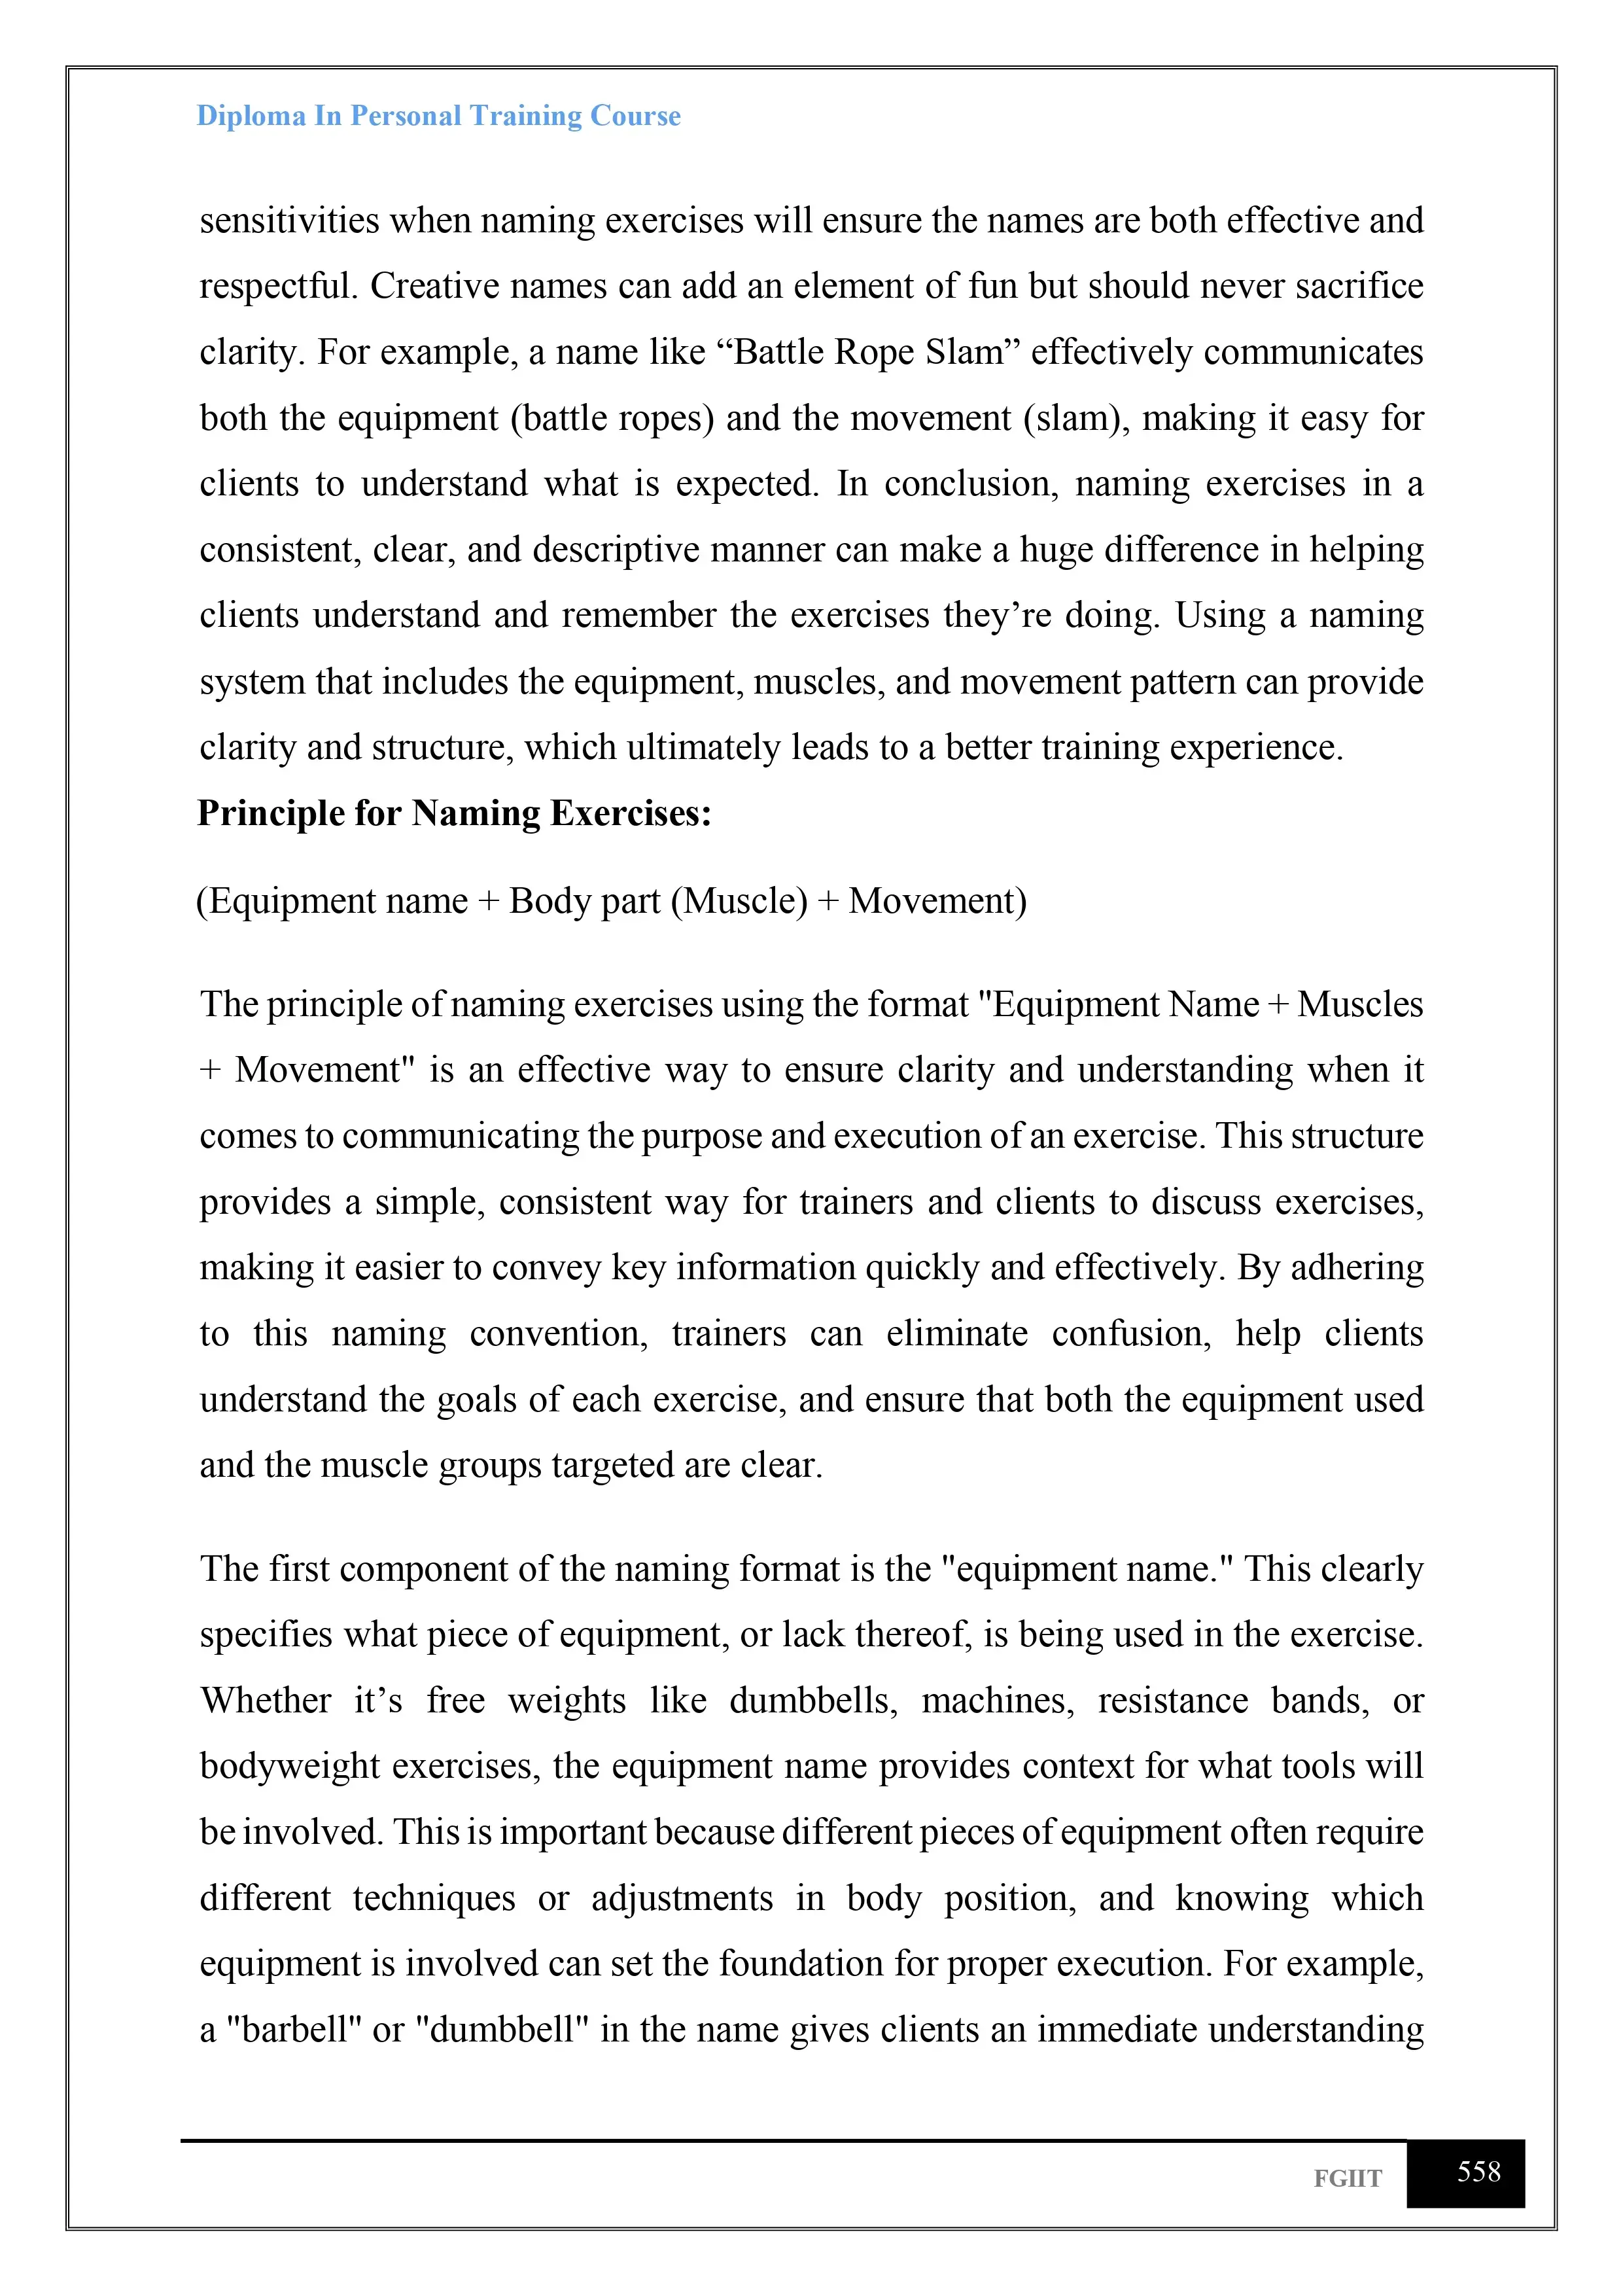 Diploma In Personal Training Course
sensitivities when naming exercises will ensure the names are both effective and
respectful. Creative names can add an element of fun but should never sacrifice
clarity. For example, a name like “Battle Rope Slam” effectively communicates
both the equipment (battle ropes) and the movement (slam), making it easy for
clients to understand what is expected. In conclusion, naming exercises in a
consistent, clear, and descriptive manner can make a huge difference in helping
clients understand and remember the exercises they’re doing. Using a naming
system that includes the equipment, muscles, and movement pattern can provide
clarity and structure, which ultimately leads to a better training experience.
Principle for Naming Exercises:
(Equipment name + Body part (Muscle) + Movement)
The principle of naming exercises using the format "Equipment Name + Muscles
+ Movement" is an effective way to ensure clarity and understanding when it
comes to communicating the purpose and execution of an exercise. This structure
provides a simple, consistent way for trainers and clients to discuss exercises,
making it easier to convey key information quickly and effectively. By adhering
to this naming convention, trainers can eliminate confusion, help clients
understand the goals of each exercise, and ensure that both the equipment used
and the muscle groups targeted are clear.
The first component of the naming format is the "equipment name." This clearly
specifies what piece of equipment, or lack thereof, is being used in the exercise.
Whether it’s free weights like dumbbells, machines, resistance bands, or
bodyweight exercises, the equipment name provides context for what tools will
be involved. This is important because different pieces of equipment often require
different techniques or adjustments in body position, and knowing which
equipment is involved can set the foundation for proper execution. For example,
a "barbell" or "dumbbell" in the name gives clients an immediate understanding
FGIIT 558